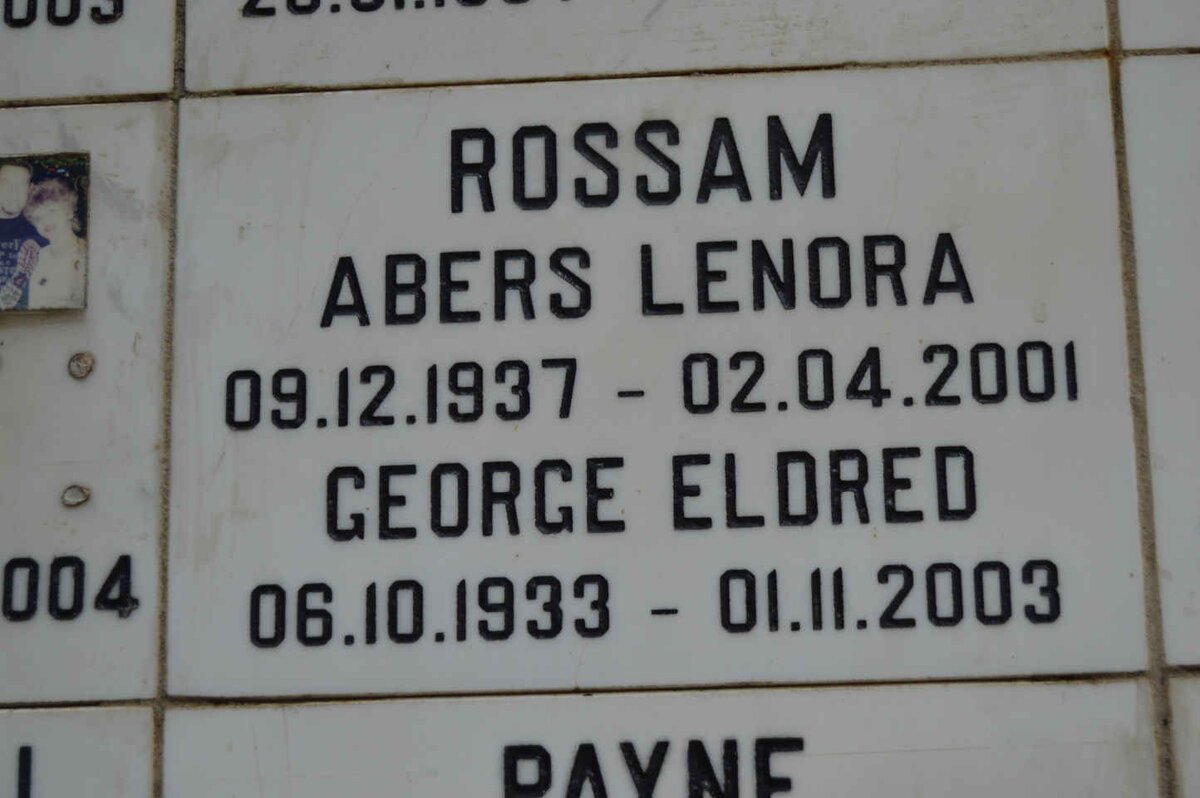 ROSSAM
ABERS LENORA
09.12.1937 - 02.04.2001
GEORGE ELDRED
06.10.1933 - 01.11.2003
004
PAYNE